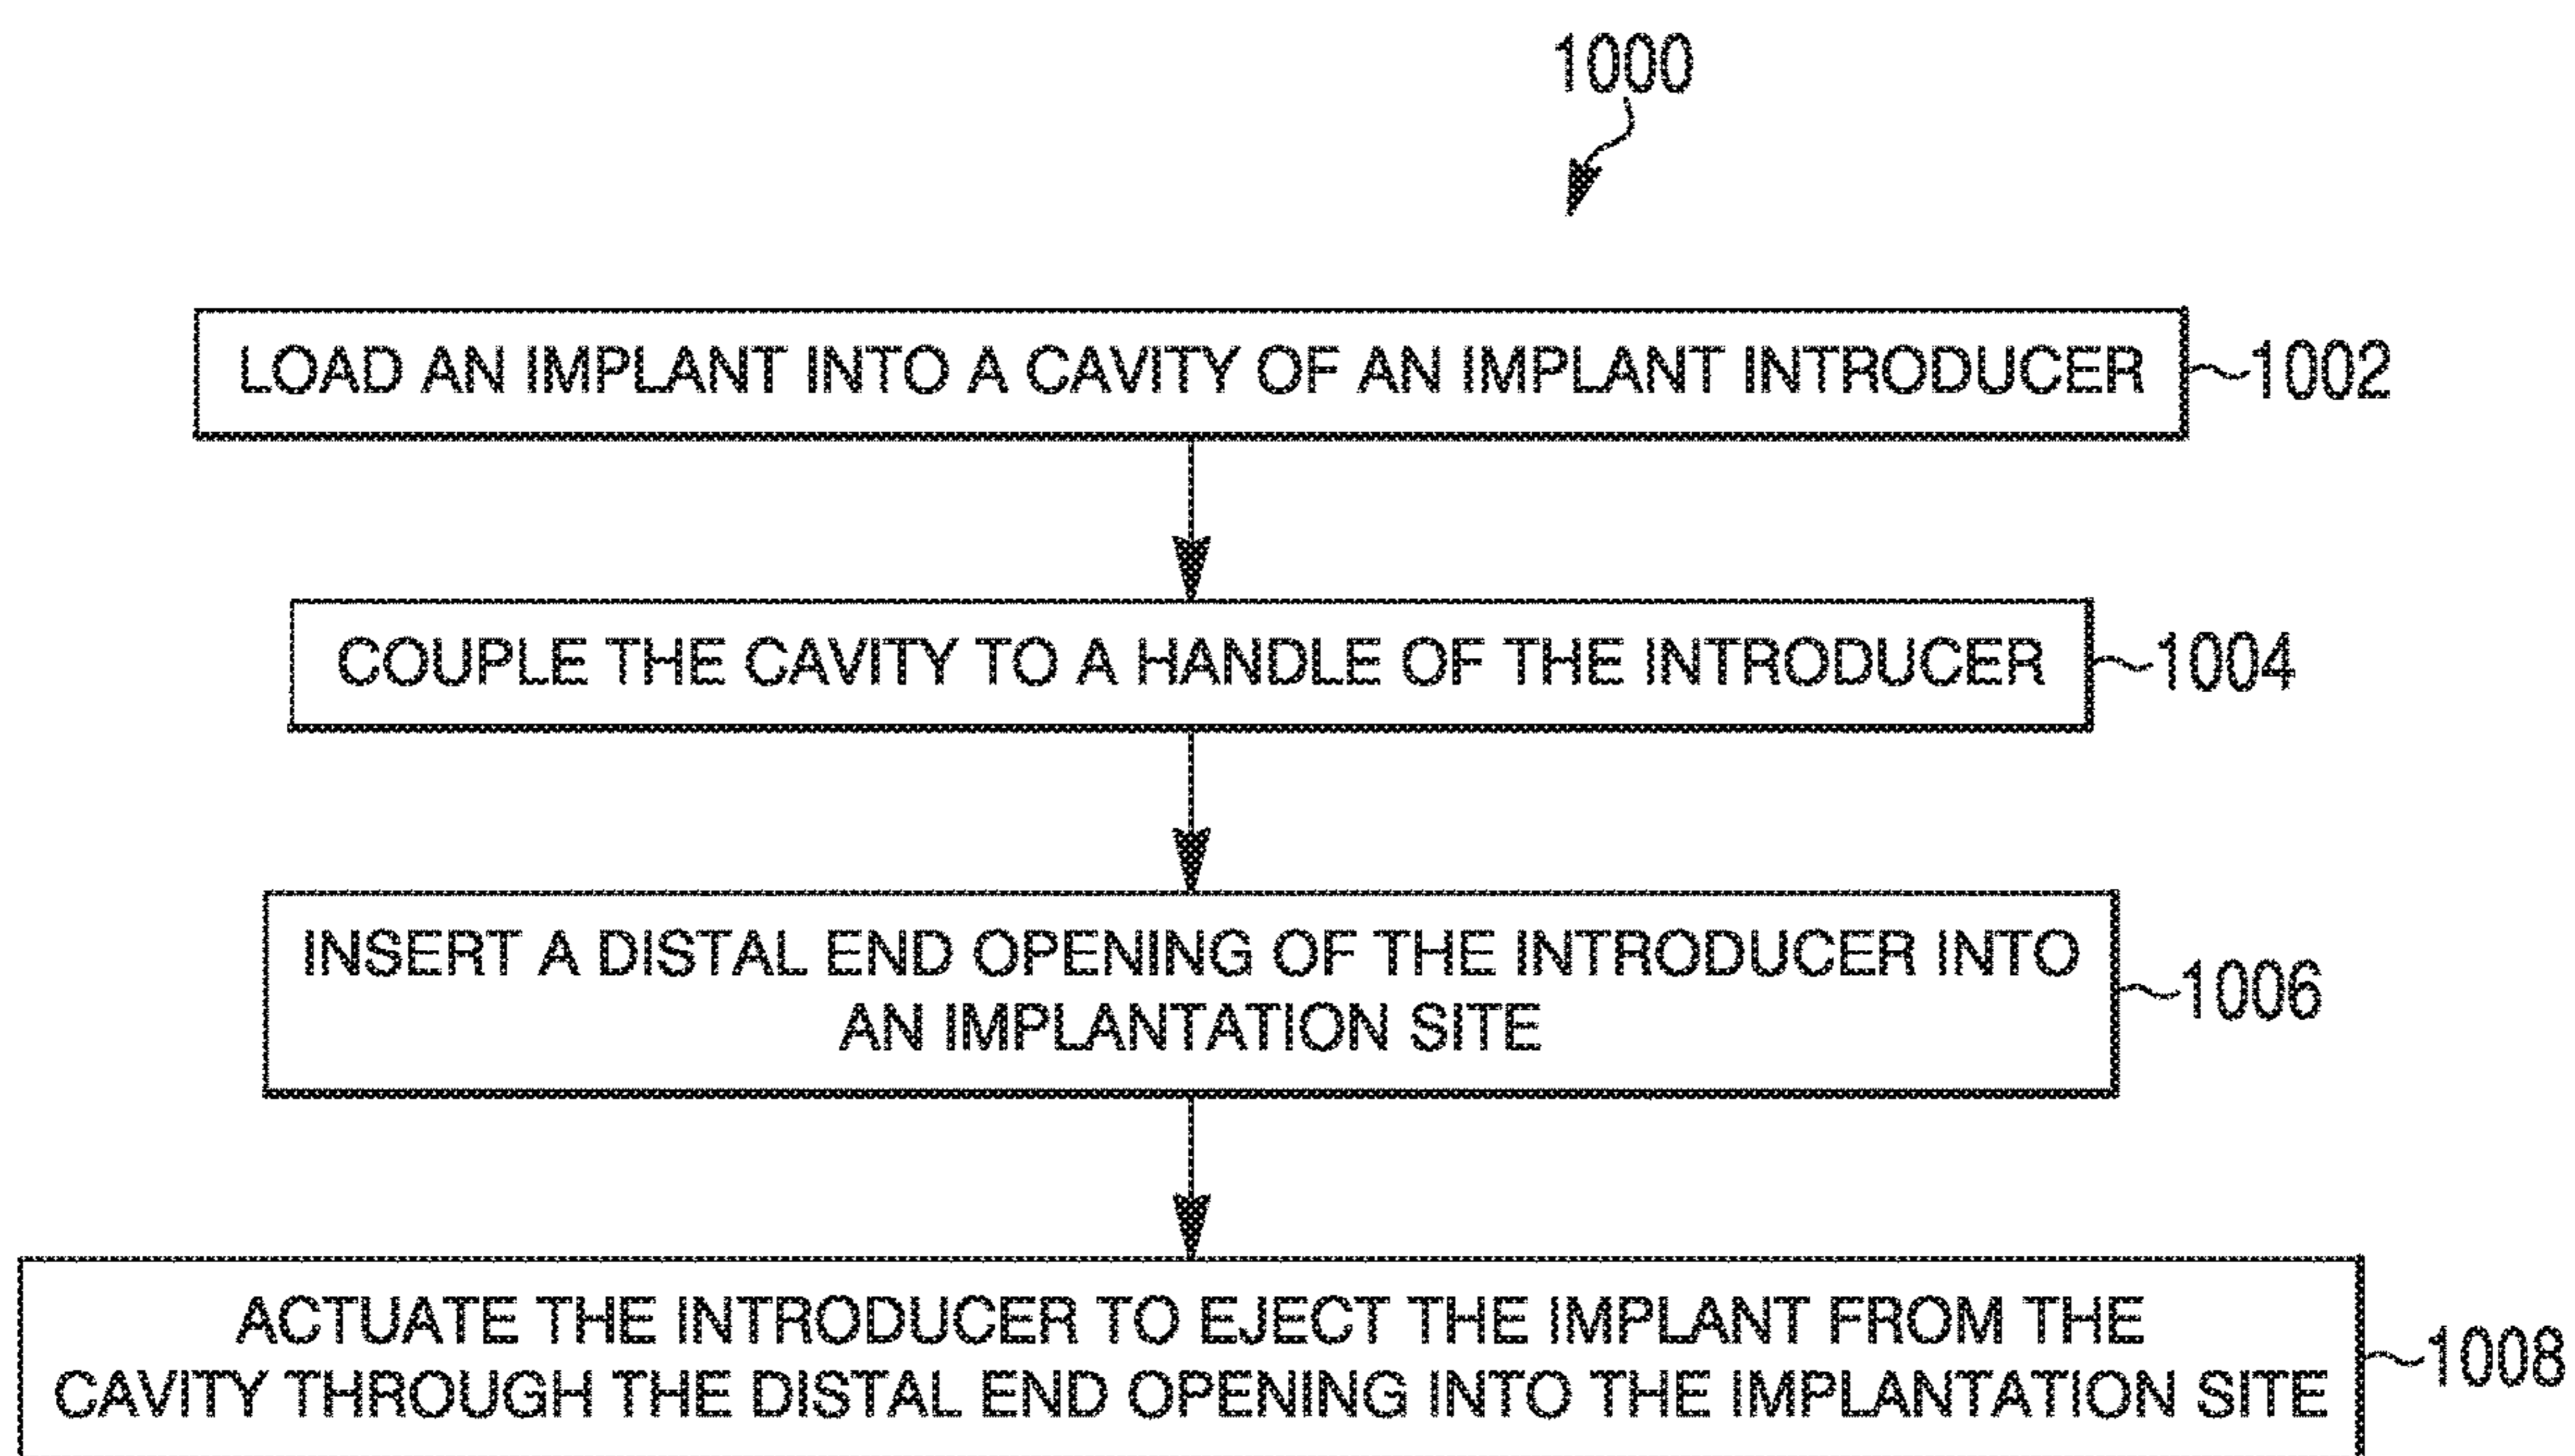 1000
LOAD AN IMPLANT INTO A CAVITY OF AN IMPLANT INTRODUCER
1002
COUPLE THE CAVITY TO A HANDLE OF THE INTRODUCER
1004
INSERT A DISTAL END OPENING OF THE INTRODUCER INTO
AN IMPLANTATION SITE
1006
ACTUATE THE INTRODUCER TO EJECT THE IMPLANT FROM THE
CAVITY THROUGH THE DISTAL END OPENING INTO THE IMPLANTATION SITE
1008